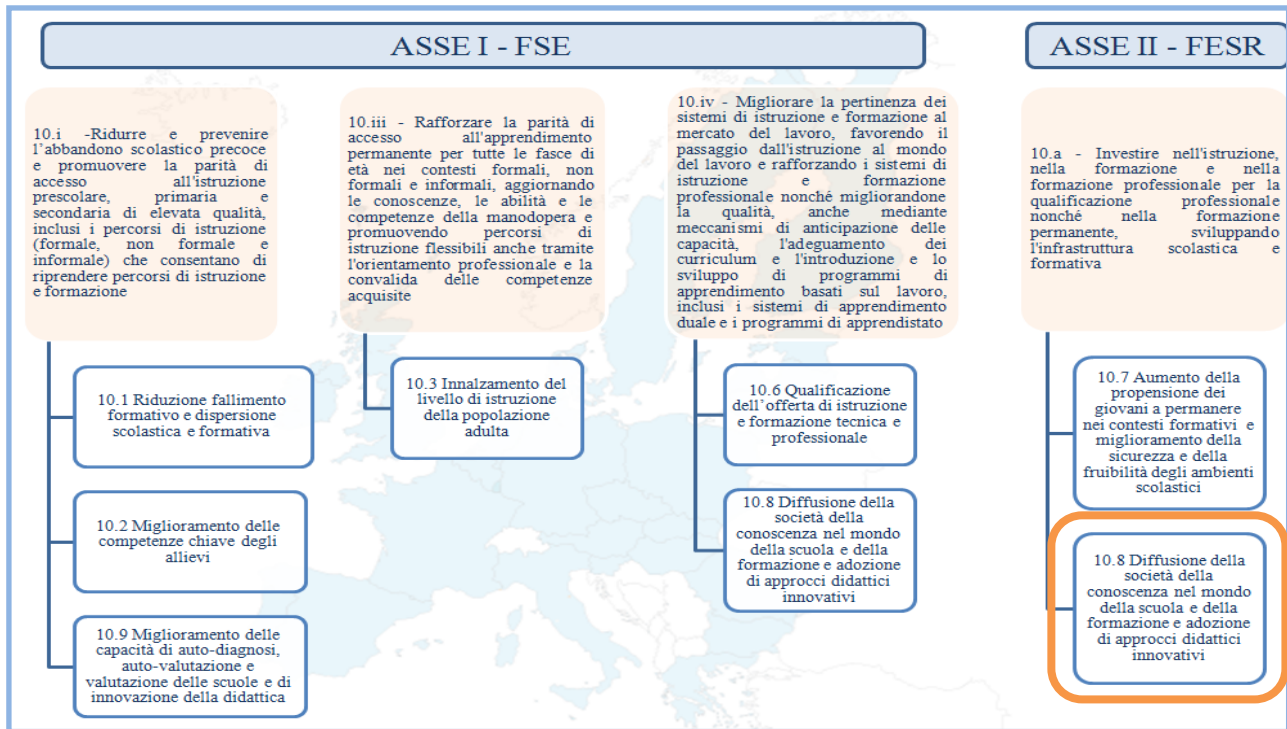 ASSE I - FSE
ASSE II - FESR
10.i -Ridurre e prevenire
l'abbandono scolastico precoce
e promuovere la parità di
accesso all'istruzione
prescolare, primaria e
secondaria di elevata qualità,
inclusi i percorsi di istruzione
(formale, non formale e
informale) che consentano di
riprendere percorsi di istruzione
e formazione
10.iii - Rafforzare la parità di
accesso all'apprendimento
permanente per tutte le fasce di
età nei contesti formali, non
formali e informali, aggiornando
le conoscenze, le abilità e le
competenze della manodopera e
promuovendo percorsi di
istruzione flessibili anche tramite
l'orientamento professionale e la
convalida delle competenze
acquisite
10.iv - Migliorare la pertinenza dei
sistemi di istruzione e formazione al
mercato del lavoro, favorendo il
passaggio dall'istruzione al mondo
del lavoro e rafforzando i sistemi di
istruzione e formazione
professionale nonché migliorandone
la qualità, anche mediante
meccanismi di anticipazione delle
capacità, l'adeguamento dei
curriculum e l'introduzione e lo
sviluppo di programmi di
apprendimento basati sul lavoro,
inclusi i sistemi di apprendimento
duale e i programmi di apprendistato
10.a - Investire nell'istruzione,
nella formazione e nella
formazione professionale per la
qualificazione professionale
nonché nella formazione
permanente, sviluppando
l'infrastruttura scolastica e
formativa
10.1 Riduzione fallimento
formativo e dispersione
scolastica e formativa
10.2 Miglioramento delle
competenze chiave degli
allievi
10.9 Miglioramento delle
capacità di auto-diagnosi,
auto-valutazione e
valutazione delle scuole e di
innovazione della didattica
10.3 Innalzamento del
livello di istruzione
della popolazione
adulta
10.6 Qualificazione
dell'offerta di istruzione
e formazione tecnica e
professionale
10.8 Diffusione della
società della
conoscenza nel mondo
della scuola e della
formazione e adozione
di approcci didattici
innovativi
10.7 Aumento della
propensione dei
giovani a permanere
nei contesti formativi e
miglioramento della
sicurezza e della
fruibilità degli ambienti
scolastici
10.8 Diffusione della
società della
conoscenza nel mondo
della scuola e della
formazione e adozione
di approcci didattici
innovativi